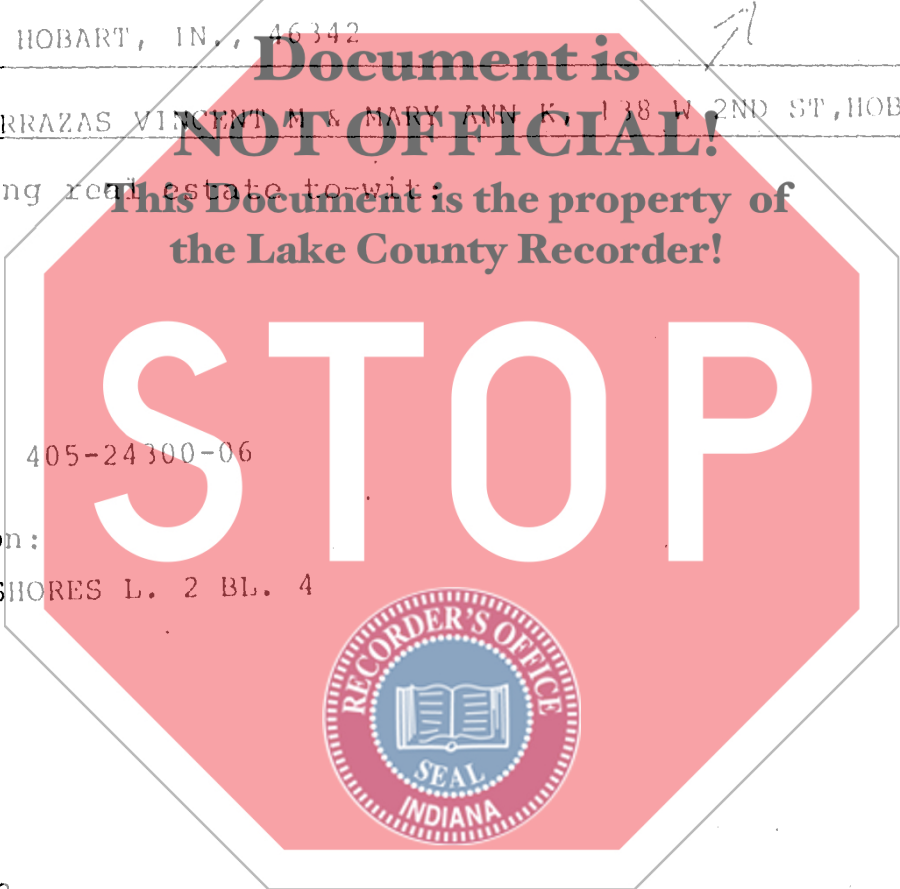 HOBART, IN., 46342
Document is
RRAZAS VINCENT M & MARY ANN K, 138 W 2ND ST,HOB
NOT OFFICIAL!
ng real estate to-wit:
This Document is the property of
the Lake County Recorder!
STOP
405-24300-06
on:
SHORES L. 2 BL. 4
RECORDER'S OFFICE
SEAL
INDIANA